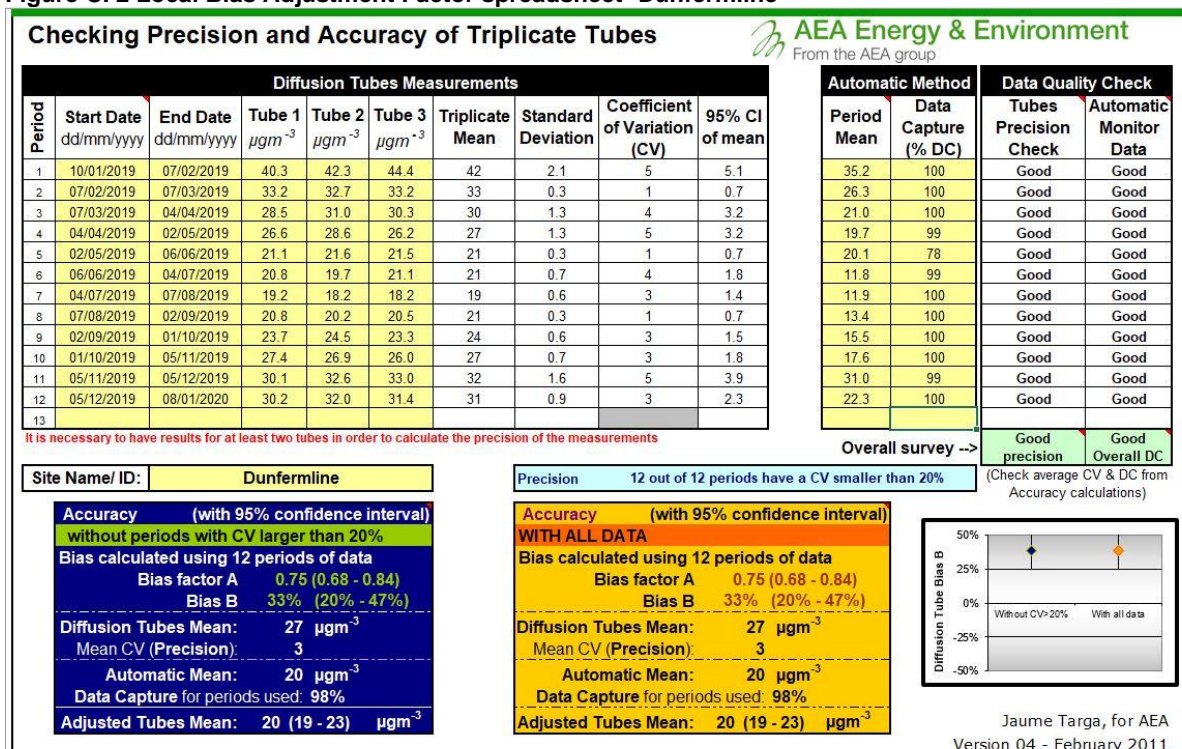 Figure C. 2 Local Bias Adjustment Factor spreadsheet- Dunfermline
Checking Precision and Accuracy of Triplicate Tubes
AEA Energy & Environment
From the AEA group
Diffusion Tubes Measurements
Automatic Method
Data Quality Check
Period
Start Date dd/mm/yyyy
End Date dd/mm/yyyy
Tube 1 µgm-3
Tube 2 µgm-3
Tube 3 µgm-3
Triplicate Mean
Standard Deviation
Coefficient of Variation (CV)
95% CI of mean
Period Mean
Data Capture (% DC)
Tubes Precision Check
Automatic Monitor Data
1 10/01/2019 07/02/2019 40.3 42.3 44.4 42 2.1 5 5.1 35.2 100 Good Good
2 07/02/2019 07/03/2019 33.2 32.7 33.2 33 0.3 1 0.7 26.3 100 Good Good
3 07/03/2019 04/04/2019 28.5 31.0 30.3 30 1.3 4 3.2 21.0 100 Good Good
4 04/04/2019 02/05/2019 26.6 28.6 26.2 27 1.3 5 3.2 19.7 99 Good Good
5 02/05/2019 06/06/2019 21.1 21.6 21.5 21 0.3 1 0.7 20.1 78 Good Good
6 06/06/2019 04/07/2019 20.8 19.7 21.1 21 0.7 4 1.8 11.8 99 Good Good
7 04/07/2019 07/08/2019 19.2 18.2 18.2 19 0.6 3 1.4 11.9 100 Good Good
8 07/08/2019 02/09/2019 20.8 20.2 20.5 21 0.3 1 0.7 13.4 100 Good Good
9 02/09/2019 01/10/2019 23.7 24.5 23.3 24 0.6 3 1.5 15.5 100 Good Good
10 01/10/2019 05/11/2019 27.4 26.9 26.0 27 0.7 3 1.8 17.6 100 Good Good
11 05/11/2019 05/12/2019 30.1 32.6 33.0 32 1.6 5 3.9 31.0 99 Good Good
12 05/12/2019 08/01/2020 30.2 32.0 31.4 31 0.9 3 2.3 22.3 100 Good Good
13
It is necessary to have results for at least two tubes in order to calculate the precision of the measurements
Overall survey -->
Good precision
Good Overall DC
Site Name/ ID: Dunfermline
Precision 12 out of 12 periods have a CV smaller than 20%
(Check average CV & DC from
Accuracy calculations)
Accuracy (with 95% confidence interval)
without periods with CV larger than 20%
Bias calculated using 12 periods of data
Bias factor A 0.75 (0.68 - 0.84)
Bias B 33% (20% - 47%)
Diffusion Tubes Mean: 27 µgm-3
Mean CV (Precision): 3
Automatic Mean: 20 µgm-3
Data Capture for periods used: 98%
Adjusted Tubes Mean: 20 (19 - 23) µgm-3
Accuracy (with 95% confidence interval)
WITH ALL DATA
Bias calculated using 12 periods of data
Bias factor A 0.75 (0.68 - 0.84)
Bias B 33% (20% - 47%)
Diffusion Tubes Mean: 27 µgm-3
Mean CV (Precision): 3
Automatic Mean: 20 µgm-3
Data Capture for periods used: 98%
Adjusted Tubes Mean: 20 (19 - 23) µgm-3
Diffusion Tube Bias B
50%
25%
0%
-25%
-50%
Without CV>20%
With all data
Jaume Targa, for AEA
Version 04 - February 2011